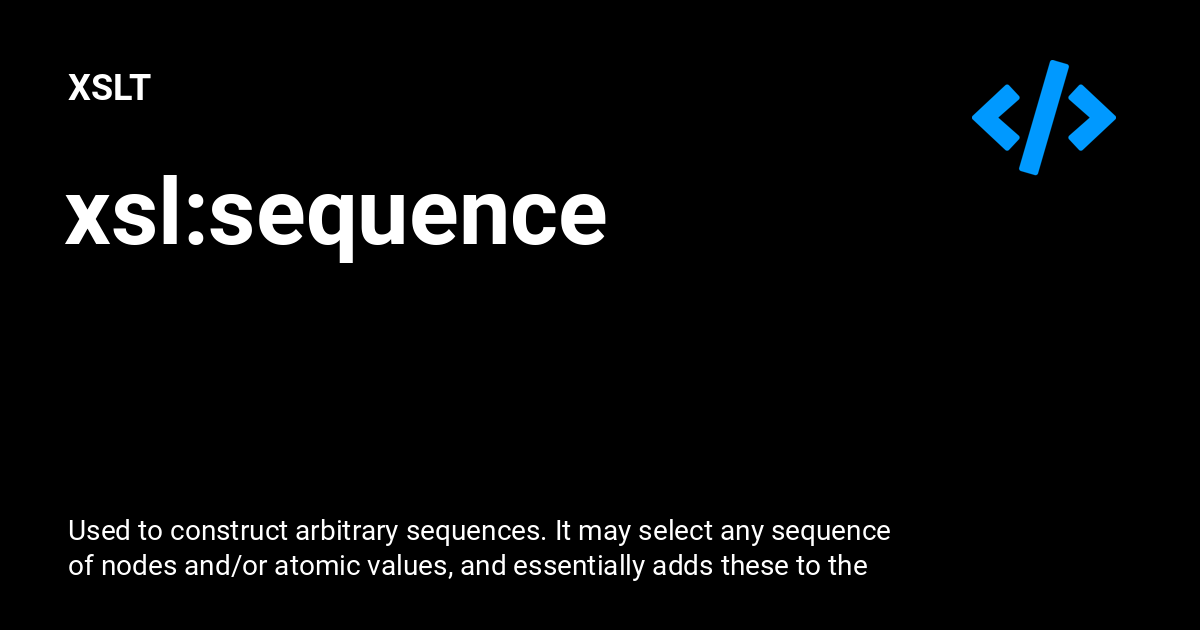 XSLT
xsl:sequence
Used to construct arbitrary sequences. It may select any sequence
of nodes and/or atomic values, and essentially adds these to the